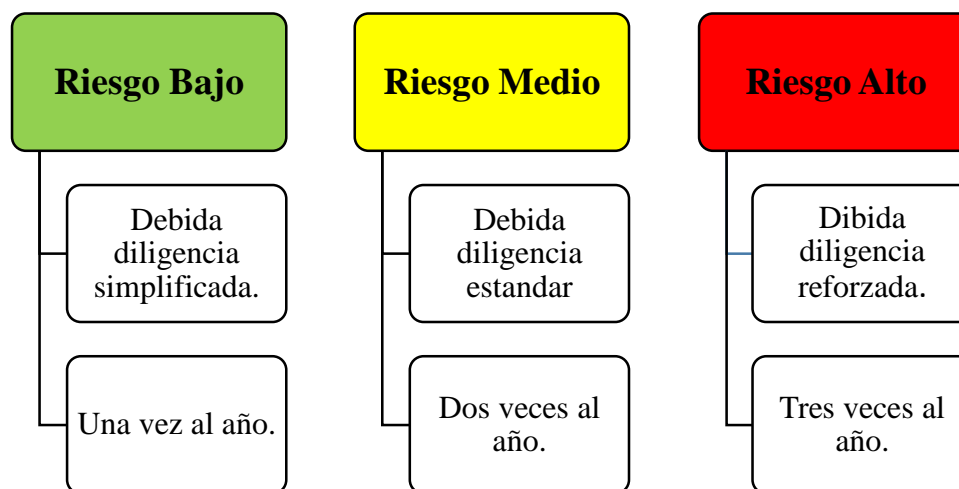 Riesgo Bajo
Debida
diligencia
simplificada.
Una vez al año.
Riesgo Medio
Debida
diligencia
estandar
Dos veces al
año.
Riesgo Alto
Dibida
diligencia
reforzada.
Tres veces al
año.